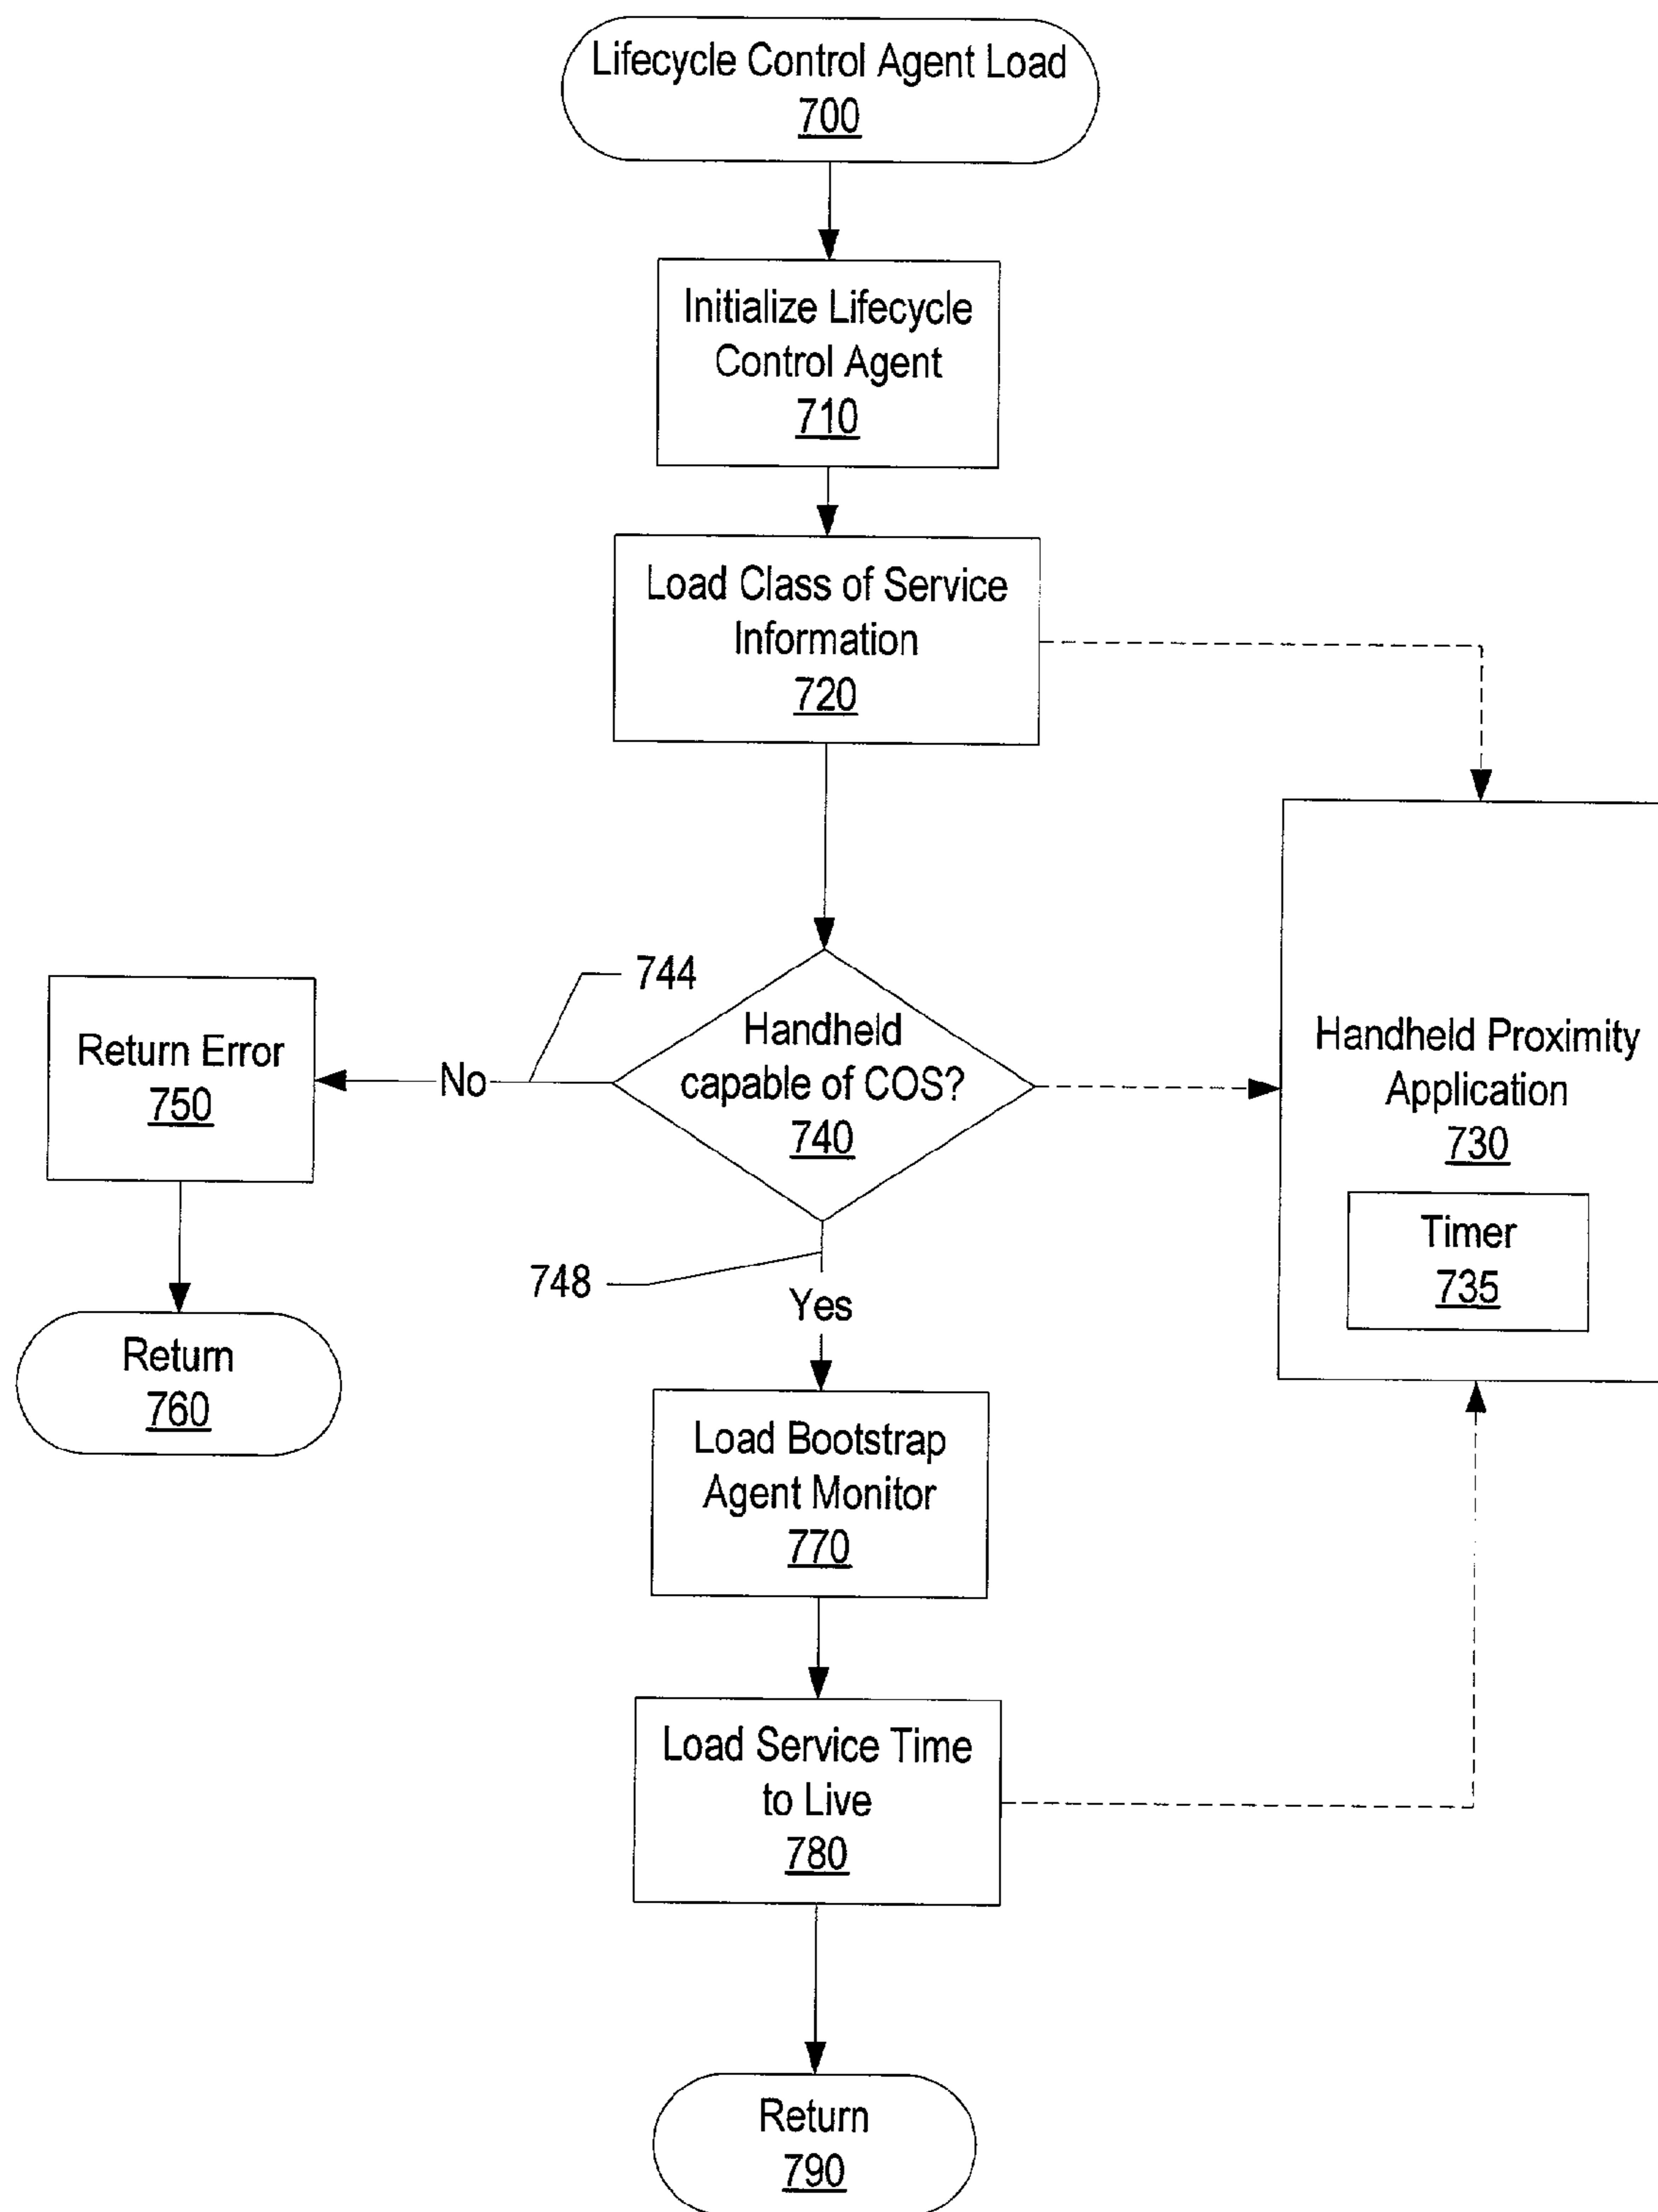 Lifecycle Control Agent Load
700
Initialize Lifecycle
Control Agent
710
Load Class of Service
Information
720
744
Handheld
capable of COS?
740
No
Return Error
750
Handheld Proximity
Application
730
Timer
735
748
Yes
Return
760
Load Bootstrap
Agent Monitor
770
Load Service Time
to Live
780
Return
790